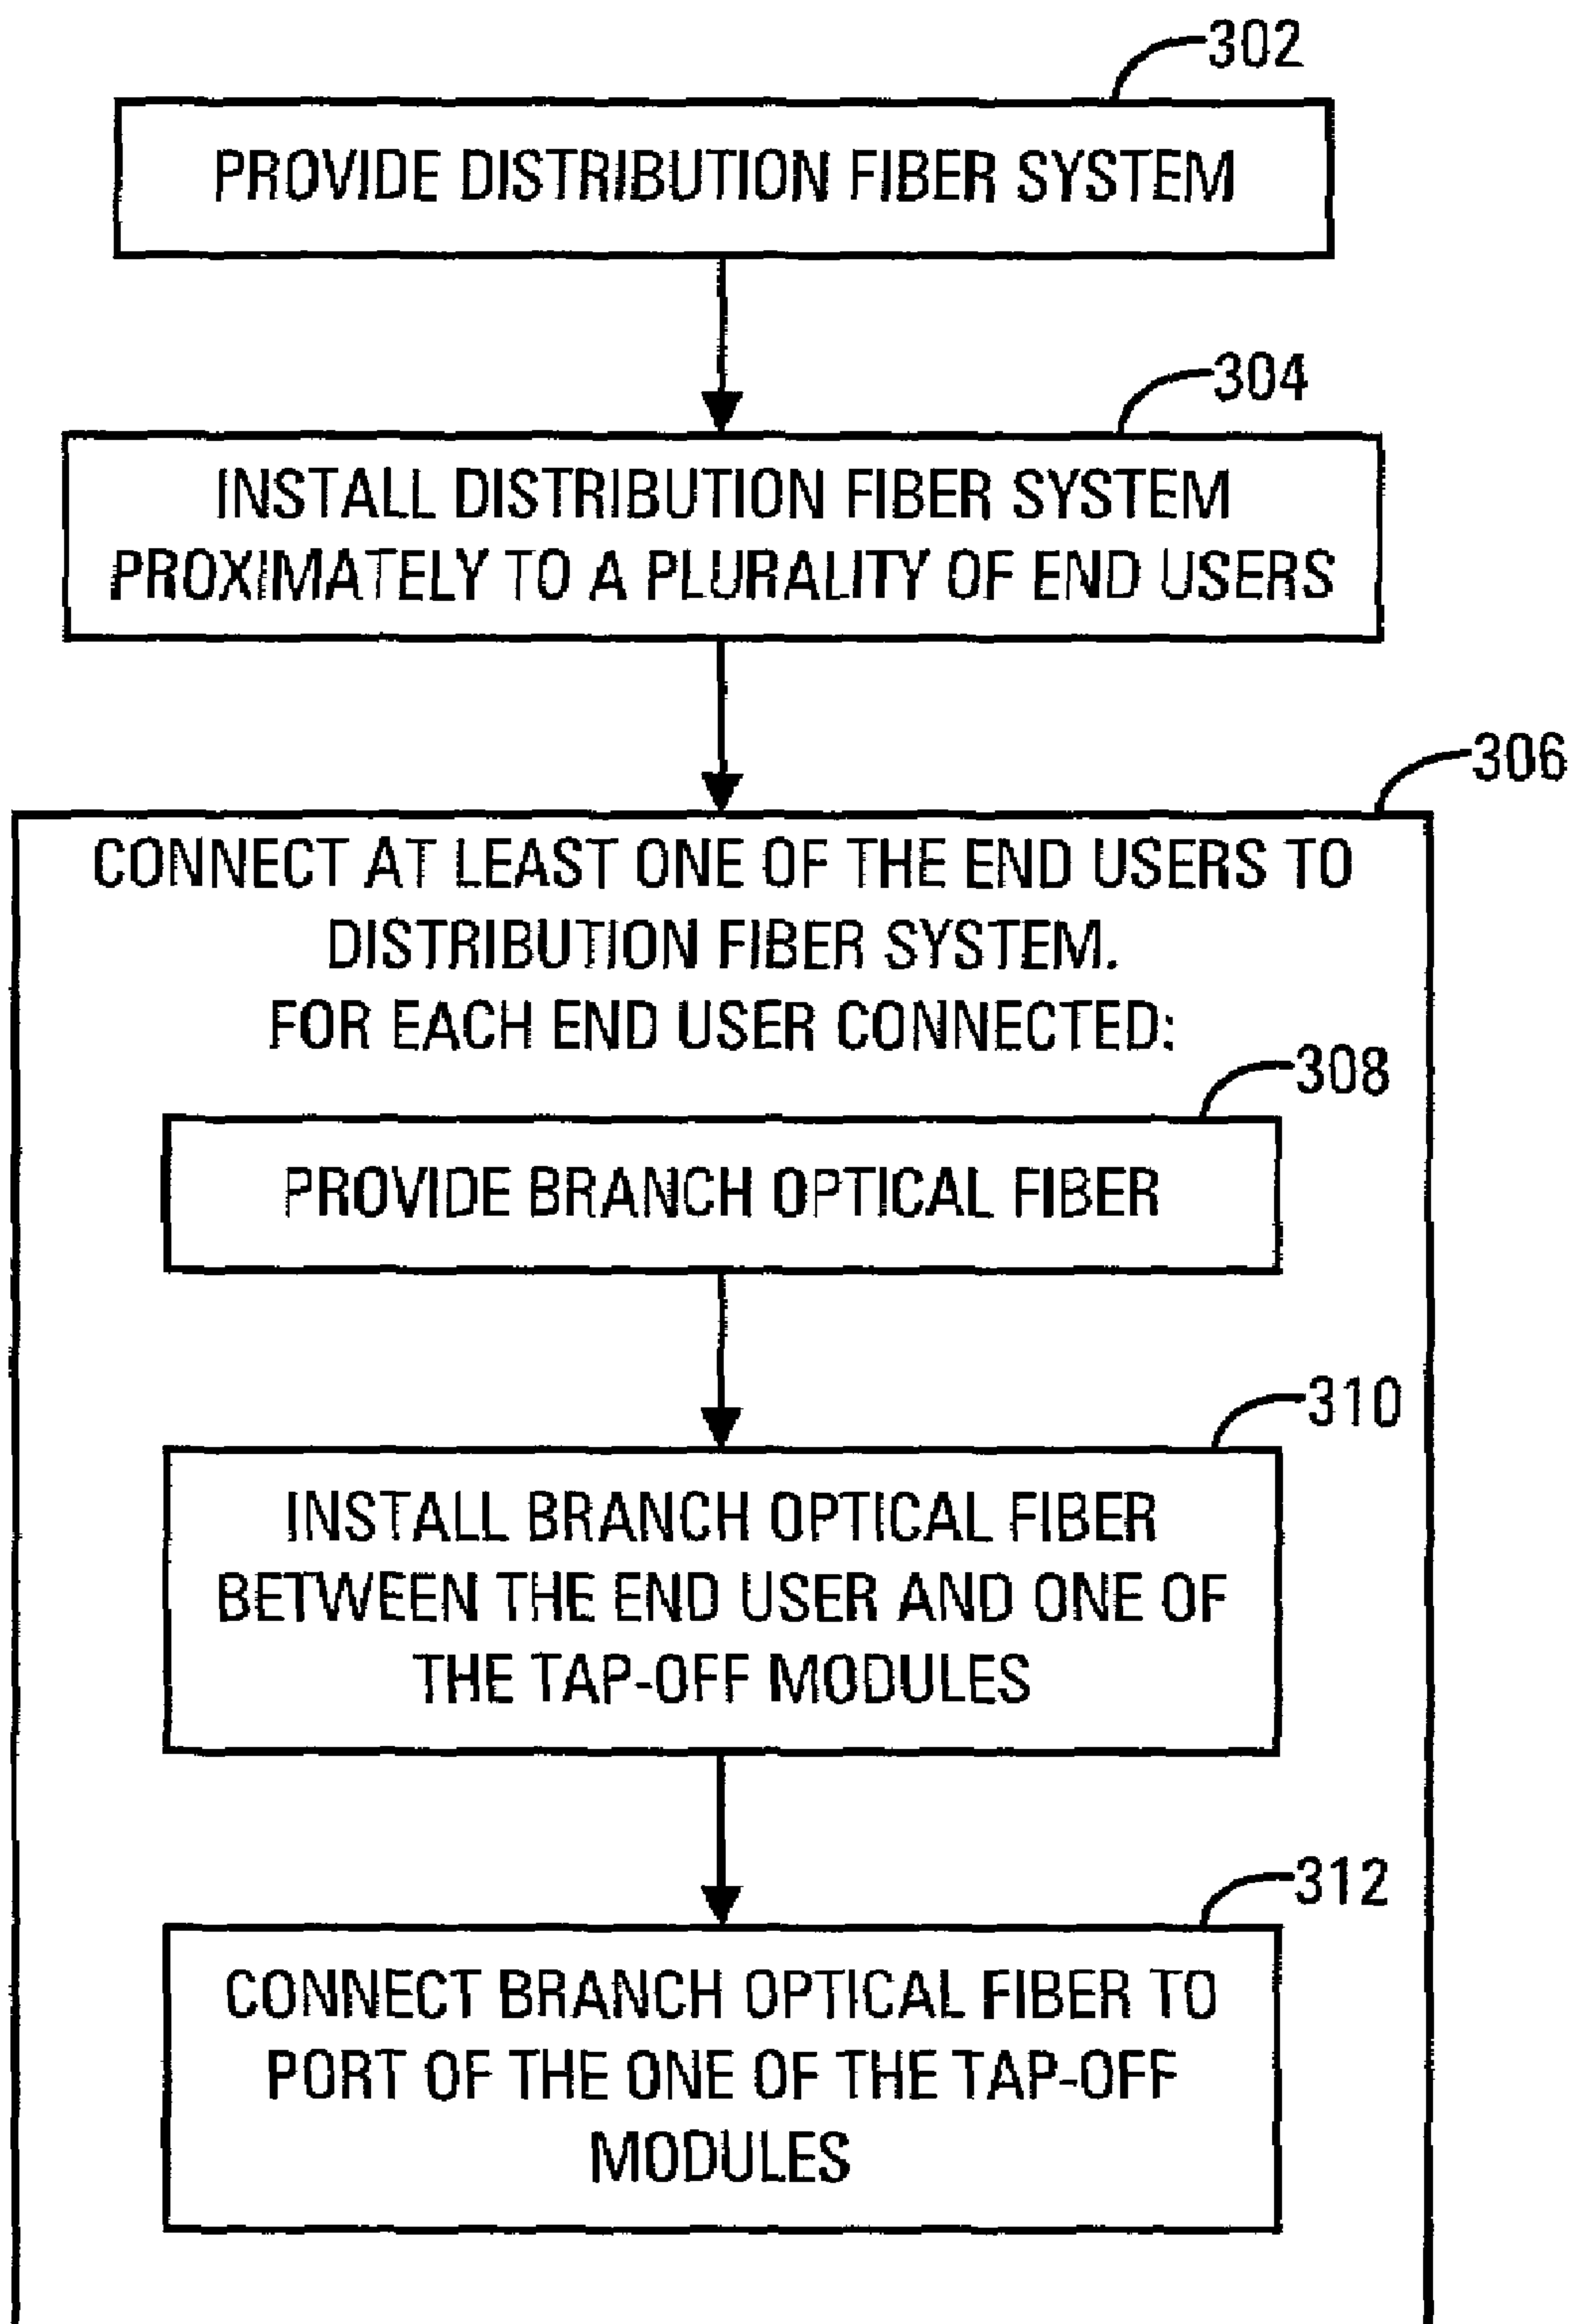 302
PROVIDE DISTRIBUTION FIBER SYSTEM
304
INSTALL DISTRIBUTION FIBER SYSTEM
PROXIMATELY TO A PLURALITY OF END USERS
306
CONNECT AT LEAST ONE OF THE END USERS TO
DISTRIBUTION FIBER SYSTEM.
FOR EACH END USER CONNECTED:
308
PROVIDE BRANCH OPTICAL FIBER
310
INSTALL BRANCH OPTICAL FIBER
BETWEEN THE END USER AND ONE OF
THE TAP-OFF MODULES
312
CONNECT BRANCH OPTICAL FIBER TO
PORT OF THE ONE OF THE TAP-OFF
MODULES